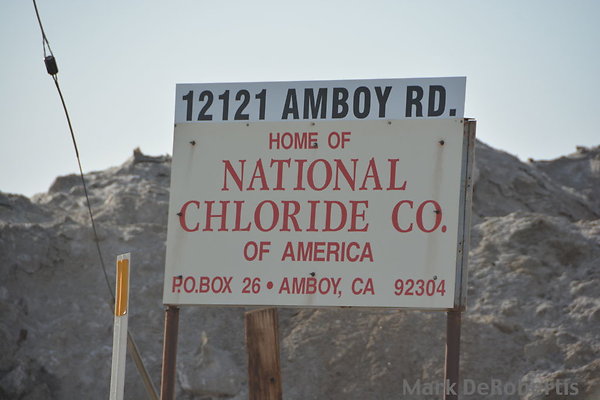 12121 AMBOY RD.
HOME OF
NATIONAL
CHLORIDE CO.
OF AMERICA
P.O.BOX 26 • AMBOY, CA 92304
Mark DeRobertis